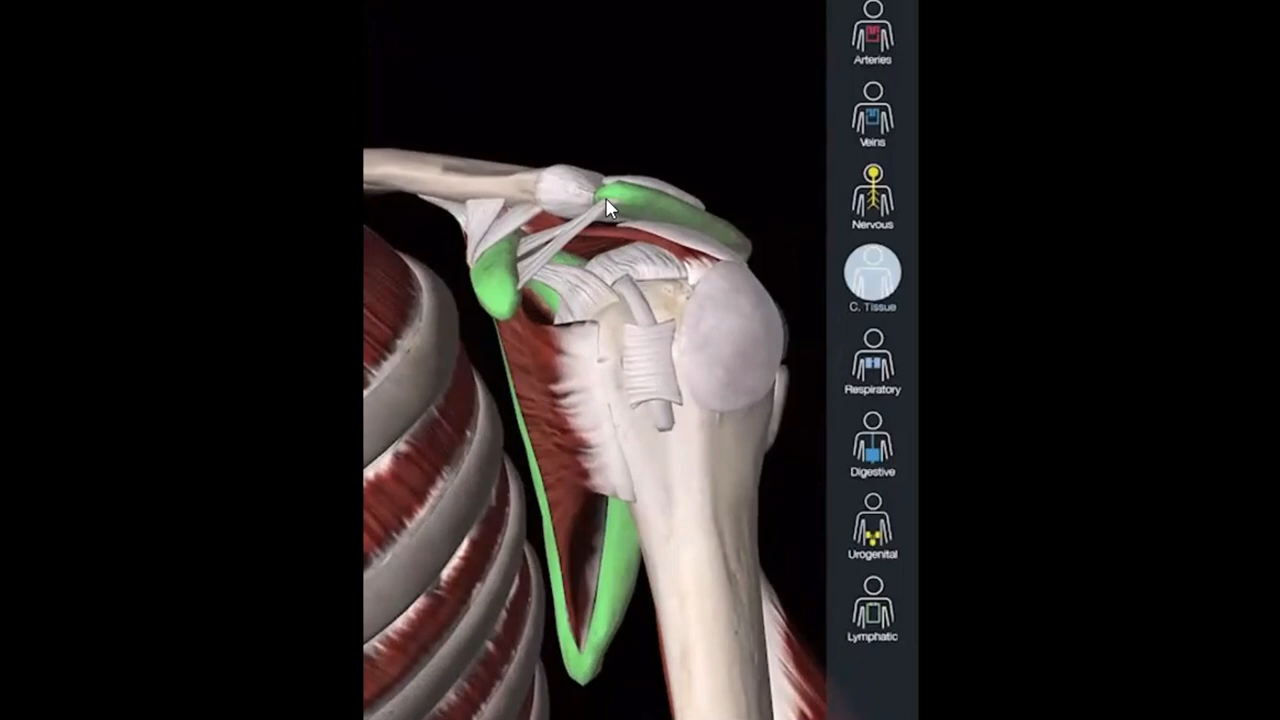 Arteries
Veins
Nervous
C. Tissue
Respiratory
Digestive
Urogenital
Lymphatic